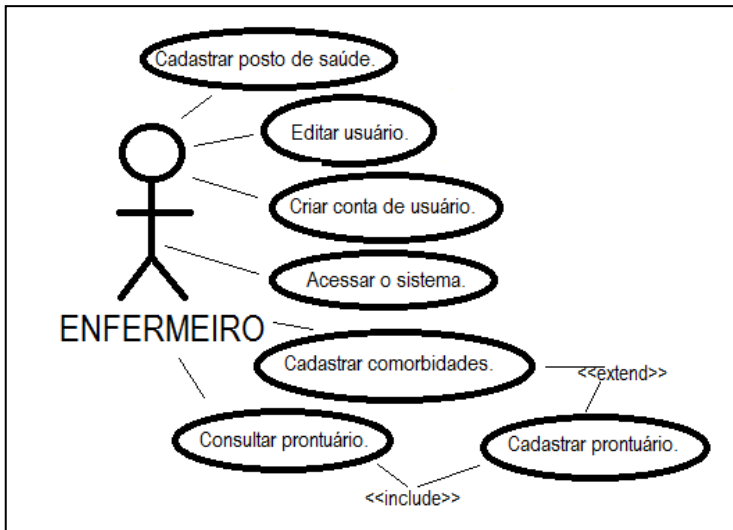 Cadastrar posto de saúde.
Editar usuário.
Criar conta de usuário.
Acessar o sistema.
ENFERMEIRO
Cadastrar comorbidades.
<<extend>>
Consultar prontuário.
Cadastrar prontuário.
<<include>>